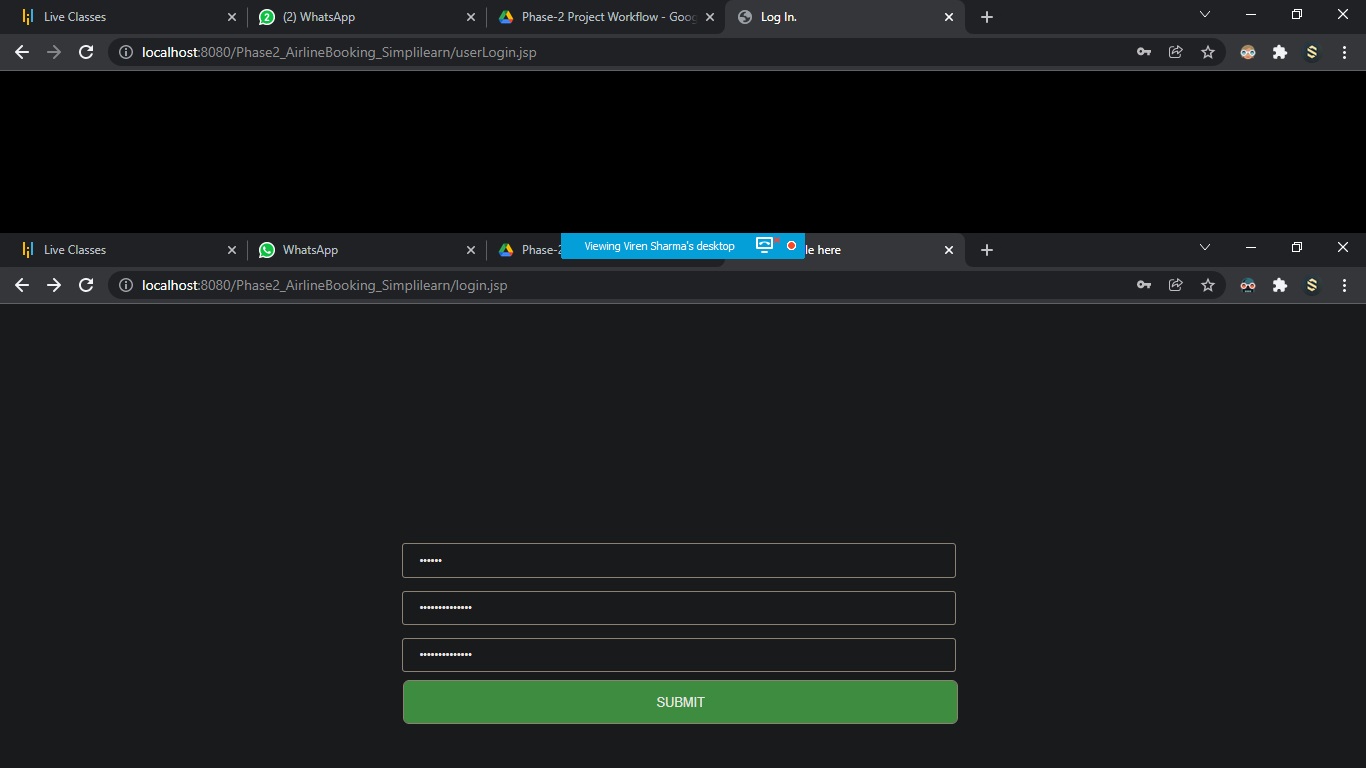 Live Classes
2
(2) WhatsApp
Phase-2 Project Workflow - Goog
Log In.
localhost:8080/Phase2_AirlineBooking_Simplilearn/userLogin.jsp
Live Classes
WhatsApp
Phase-2
Viewing Viren Sharma's desktop
le here
localhost:8080/Phase2_AirlineBooking_Simplilearn/login.jsp
••••••
••••••••••••••
••••••••••••••
SUBMIT